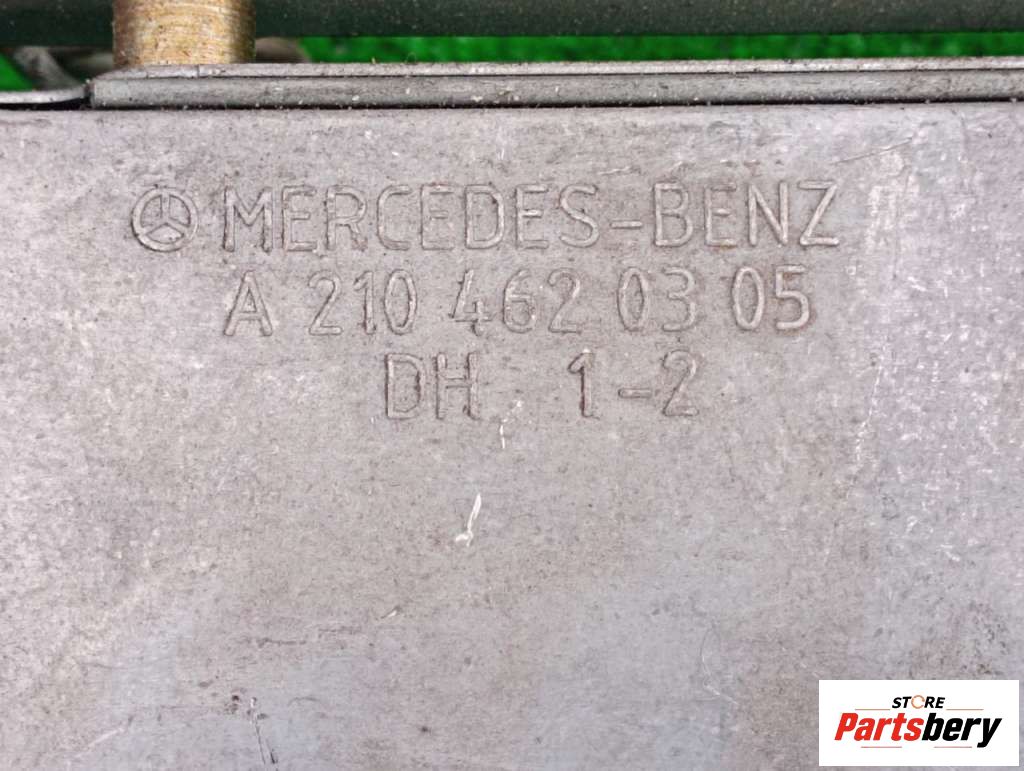 MERCEDES-BENZ
A 210 462 03 05
DH 1-2
STORE
Partsbery